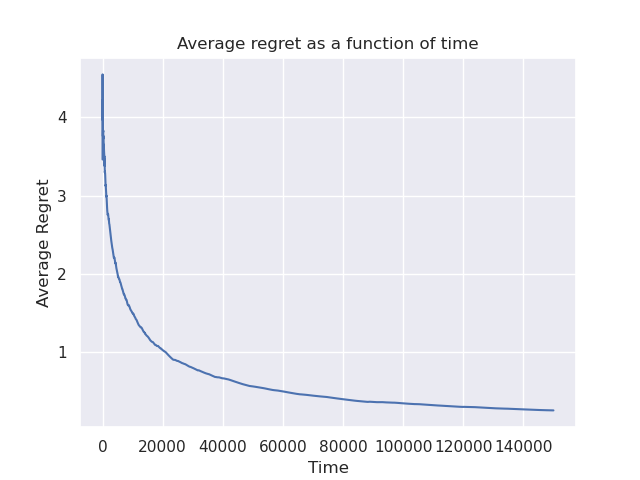 Average regret as a function of time
Average Regret
4
3
2
1
0 20000 40000 60000 80000 100000 120000 140000
Time